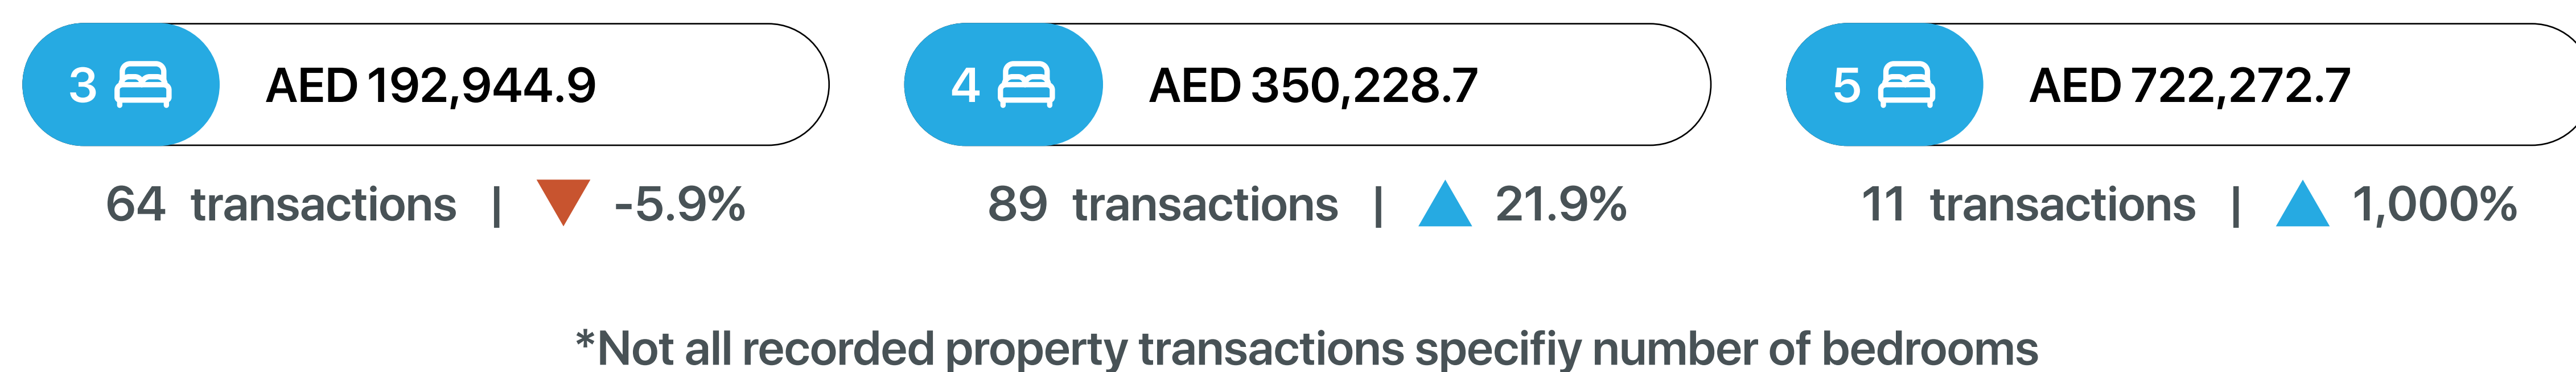 3 AED 192,944.9 4 AED 350,228.7 5 AED 722,272.7
64 transactions | -5.9% 89 transactions | 21.9% 11 transactions | 1,000%
*Not all recorded property transactions specifiy number of bedrooms